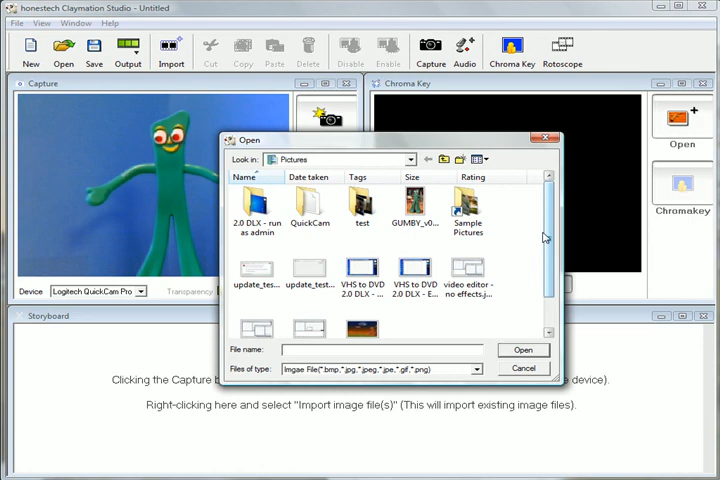 honestech Claymation Studio - Untitled
File View Window Help
New Open Save Output Import Cut Copy Paste Delete Disable Enable Capture Audio Chroma Key Rotoscope
Capture
Chroma Key
Open
Chromakey
Open
Look in: Pictures
Name Date taken Tags Size Rating
2.0 DLX - run as admin
QuickCam
test
GUMBY_v0...
Sample Pictures
update_tes...
update_test...
VHS to DVD 2.0 DLX - ...
VHS to DVD 2.0 DLX - E...
video editor - no effects.j...
File name:
Open
Files of type: Imgae File(*.bmp,*.jpg,*.jpeg,*.jpe,*.gif,*.png)
Cancel
Device Logitech QuickCam Pro Transparency
Storyboard
Clicking the Capture b e device).
Right-clicking here and select "Import image file(s)" (This will import existing image files).